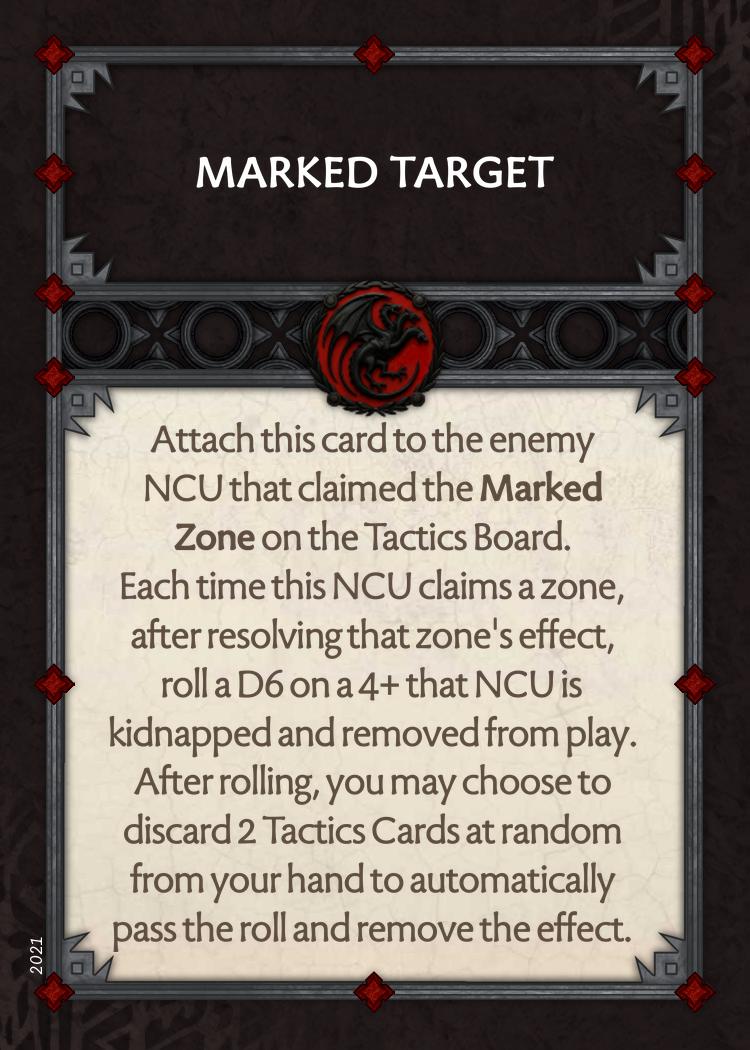 MARKED TARGET
Attach this card to the enemy
NCU that claimed the Marked
Zone on the Tactics Board.
Each time this NCU claims a zone,
after resolving that zone's effect,
roll a D6 on a 4+ that NCU is
kidnapped and removed from play.
After rolling, you may choose to
discard 2 Tactics Cards at random
from your hand to automatically
pass the roll and remove the effect.
2021